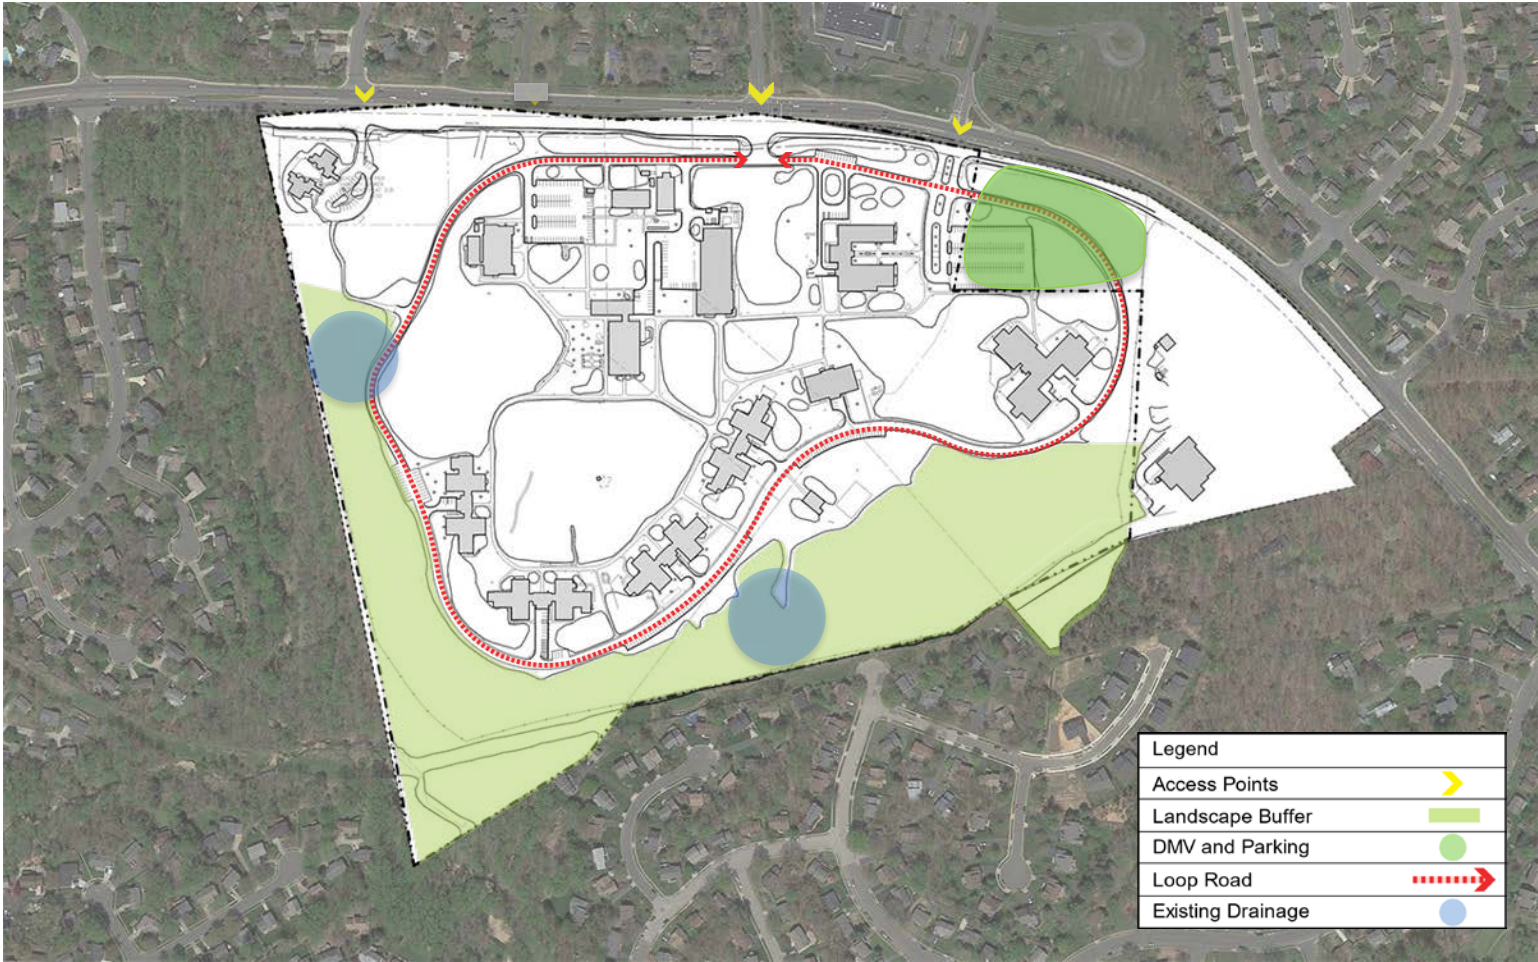 Legend
Access Points
Landscape Buffer
DMV and Parking
Loop Road
Existing Drainage